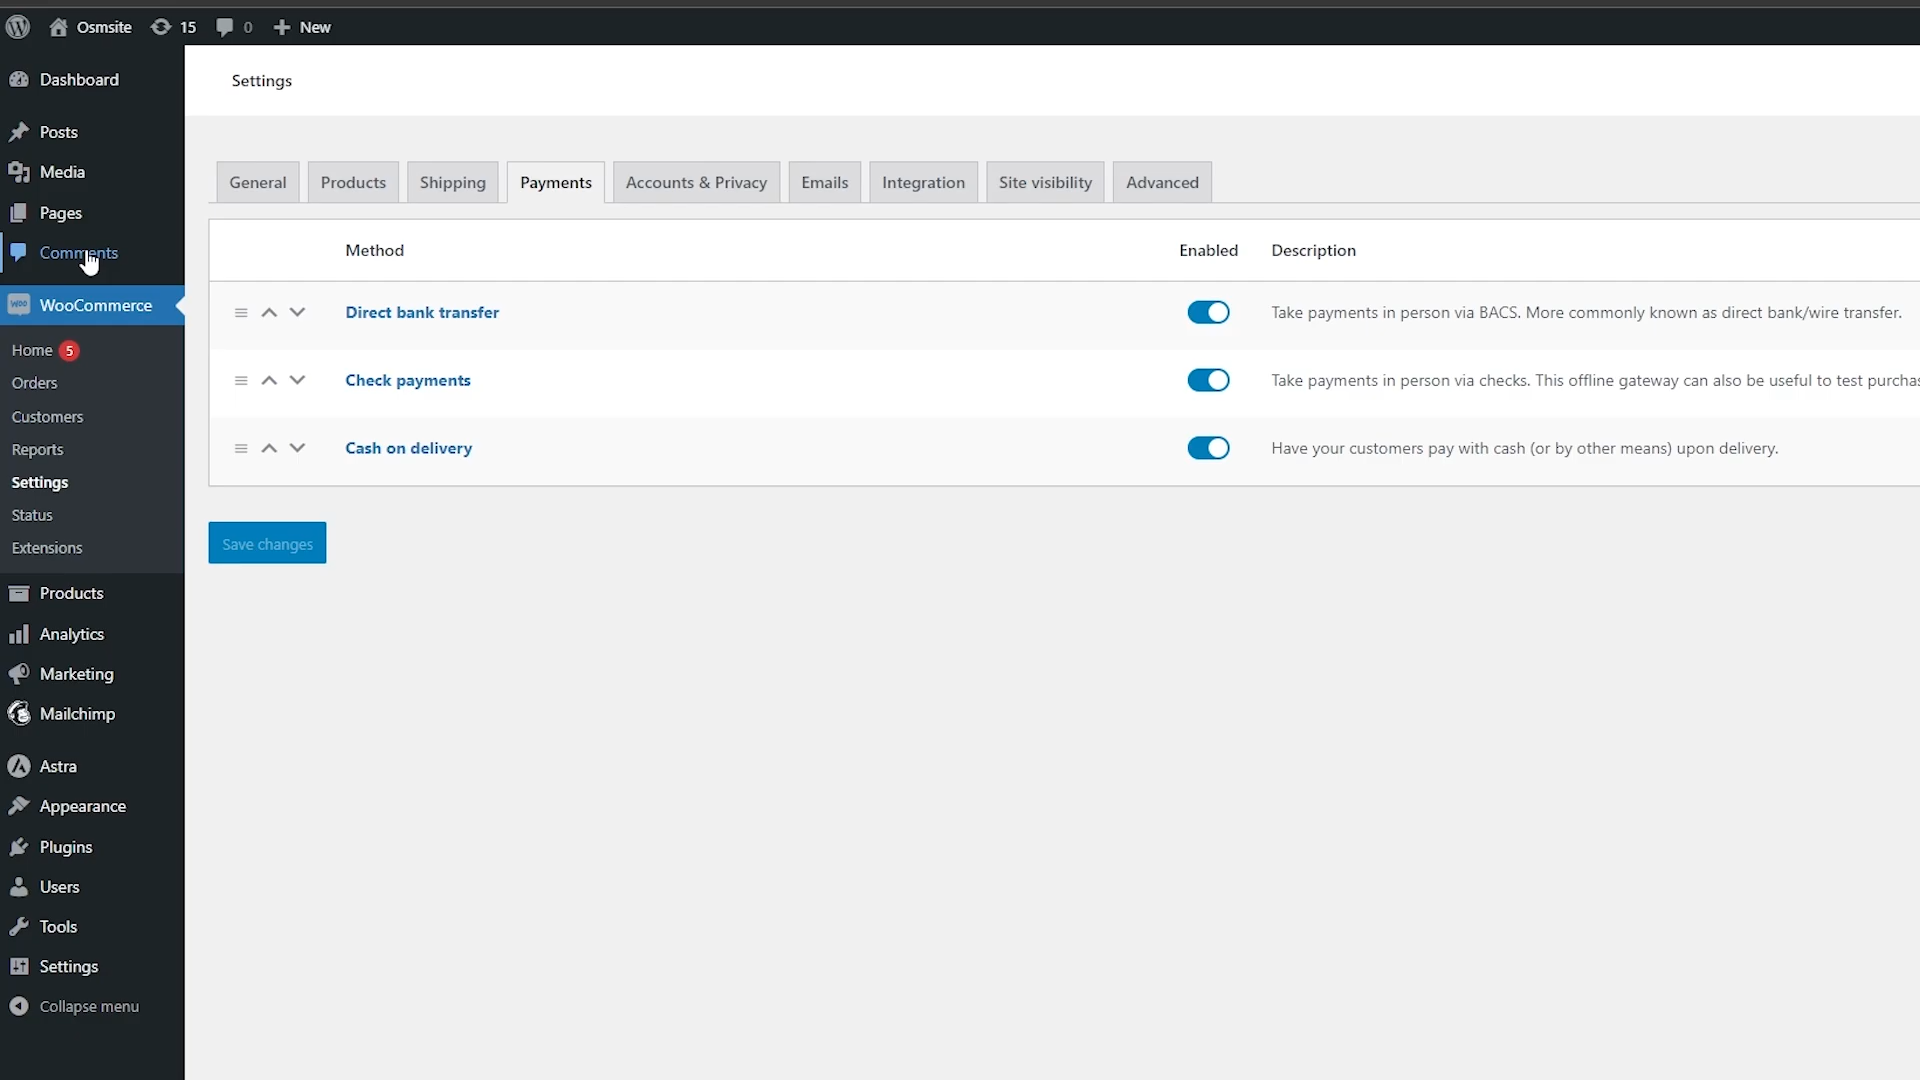 Osmsite 15 0 New
Dashboard
Posts
Media
Pages
Comments
WooCommerce
Home 5
Orders
Customers
Reports
Settings
Status
Extensions
Products
Analytics
Marketing
Mailchimp
Astra
Appearance
Plugins
Users
Tools
Settings
Collapse menu
Settings
General Products Shipping Payments Accounts & Privacy Emails Integration Site visibility Advanced
Method Enabled Description
Direct bank transfer Take payments in person via BACS. More commonly known as direct bank/wire transfer.
Check payments Take payments in person via checks. This offline gateway can also be useful to test purchas
Cash on delivery Have your customers pay with cash (or by other means) upon delivery.
Save changes